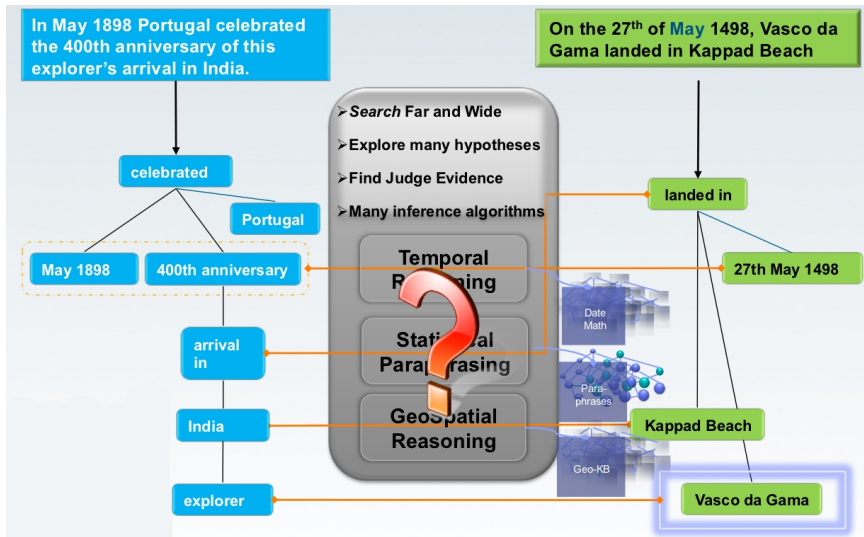 In May 1898 Portugal celebrated
the 400th anniversary of this
explorer's arrival in India.
On the 27th of May 1498, Vasco da
Gama landed in Kappad Beach
➢Search Far and Wide
➢Explore many hypotheses
➢Find Judge Evidence
➢Many inference algorithms
celebrated
Portugal
May 1898
400th anniversary
arrival
in
India
explorer
Temporal
Statistical
Paraphrasing
GeoSpatial
Reasoning
Date
Math
Para-
phrases
Geo-KB
landed in
27th May 1498
Kappad Beach
Vasco da Gama